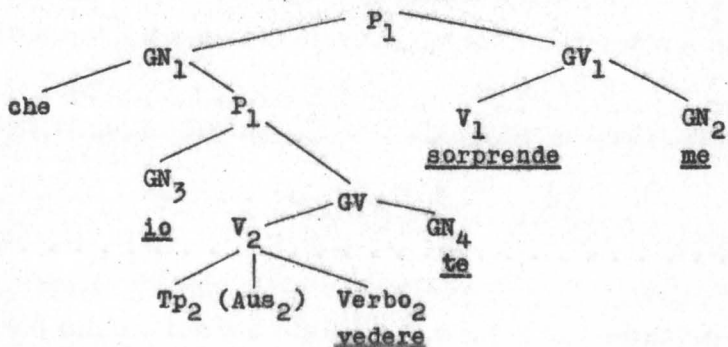 P1
GN1 GV1
che P1 V1 GN2
sorprende me
GN3 GV
io V2 GN4
te
Tp2 (Aus2) Verbo2
vedere